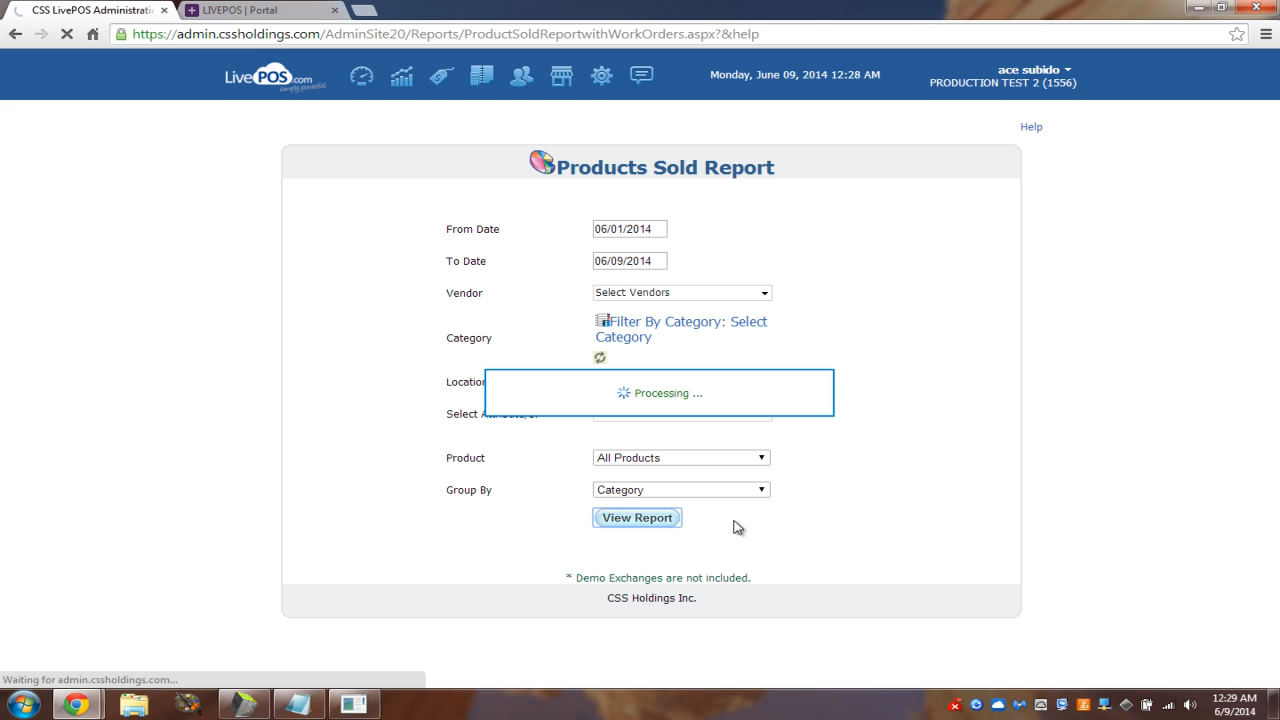 CSS LivePOS Administrati
LIVEPOS | Portal
https://admin.cssholdings.com/AdminSite20/Reports/ProductSoldReportwithWorkOrders.aspx?&help
LivePOS.com
simply powerful
Monday, June 09, 2014 12:28 AM
ace subido
PRODUCTION TEST 2 (1556)
Help
Products Sold Report
From Date 06/01/2014
To Date 06/09/2014
Vendor Select Vendors
Filter By Category: Select
Category
Category
Location
Processing ...
Select
Product All Products
Group By Category
View Report
* Demo Exchanges are not included.
CSS Holdings Inc.
Waiting for admin.cssholdings.com...
12:29 AM
6/9/2014